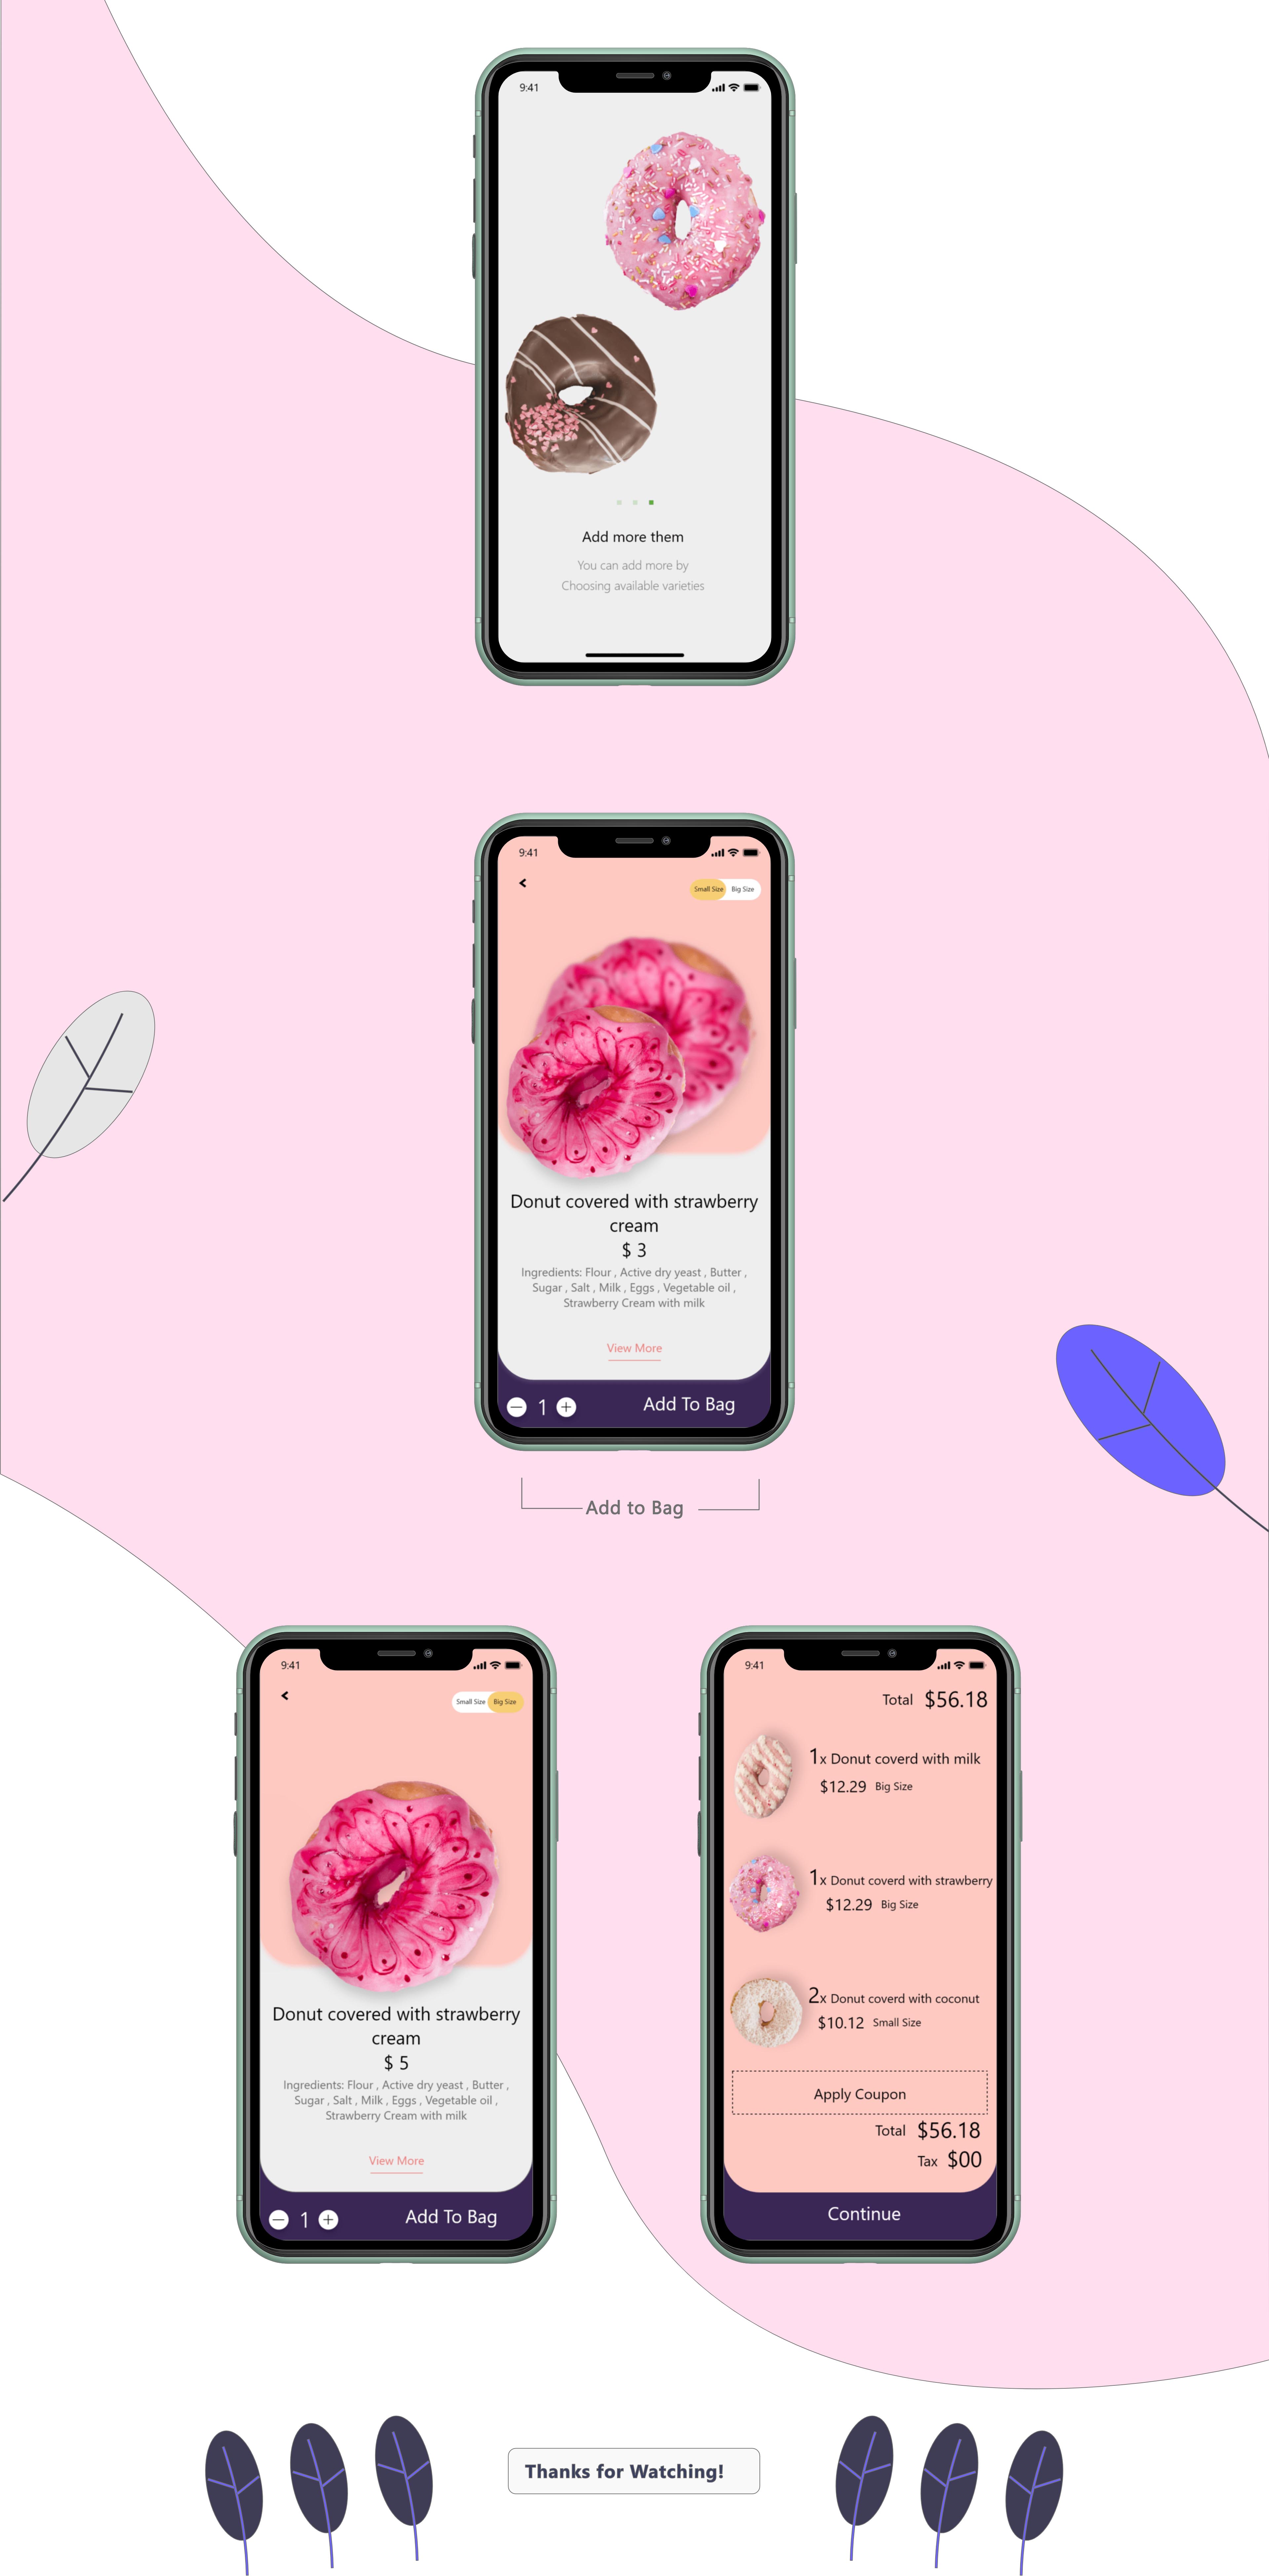 9:41
Add more them
You can add more by
Choosing available varieties
9:41
Small Size Big Size
Donut covered with strawberry
cream
$ 3
Ingredients: Flour , Active dry yeast , Butter ,
Sugar , Salt , Milk , Eggs , Vegetable oil ,
Strawberry Cream with milk
View More
1 Add To Bag
Add to Bag
9:41
Small Size Big Size
Donut covered with strawberry
cream
$ 5
Ingredients: Flour , Active dry yeast , Butter ,
Sugar , Salt , Milk , Eggs , Vegetable oil ,
Strawberry Cream with milk
View More
1 Add To Bag
9:41
Total $56.18
1x Donut coverd with milk
$12.29 Big Size
1x Donut coverd with strawberry
$12.29 Big Size
2x Donut coverd with coconut
$10.12 Small Size
Apply Coupon
Total $56.18
Tax $00
Continue
Thanks for Watching!